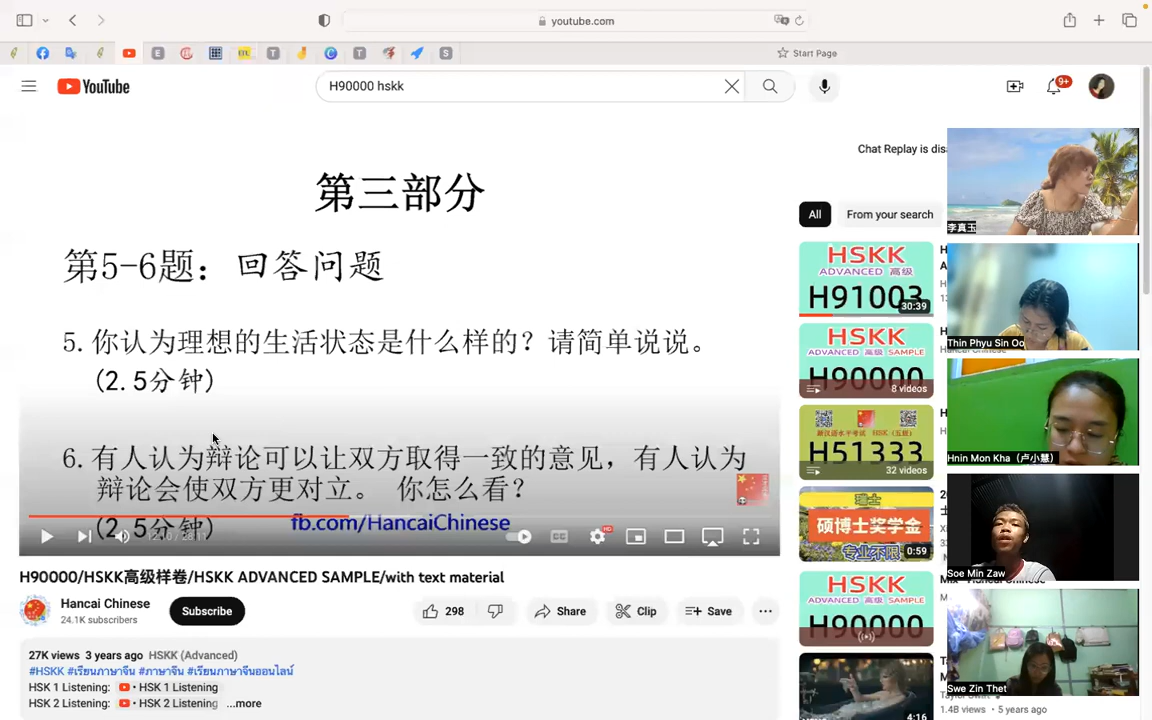 youtube.com
Start Page
YouTube
H90000 hskk
9+
第三部分
第5-6题：回答问题
5. 你认为理想的生活状态是什么样的？请简单说说。
(2.5分钟)
6. 有人认为辩论可以让双方取得一致的意见，有人认为
辩论会使双方更对立。 你怎么看？
(2.5分钟)
fb.com/HancaiChinese
H90000/HSKK高级样卷/HSKK ADVANCED SAMPLE/with text material
Hancai Chinese
24.1K subscribers
Subscribe
298
Share
Clip
Save
27K views 3 years ago HSKK (Advanced)
#HSKK #เรียนภาษาจีน #ภาษาจีน #เรียนภาษาจีนออนไลน์
HSK 1 Listening: • HSK 1 Listening
HSK 2 Listening: • HSK 2 Listening ...more
Chat Replay is dis
All
From your search
HSKK
ADVANCED 高级
H91003
30:39
HSKK
ADVANCED 高级 SAMPLE
H90000
8 videos
H51333
32 videos
瑞士
硕博士奖学金
专业不限
0:59
HSKK
ADVANCED 高级 SAMPLE
H90000
4:16
1.4B views • 5 years ago
李真玉
Thin Phyu Sin Oo
Hnin Mon Kha（卢小慧）
Soe Min Zaw
Swe Zin Thet